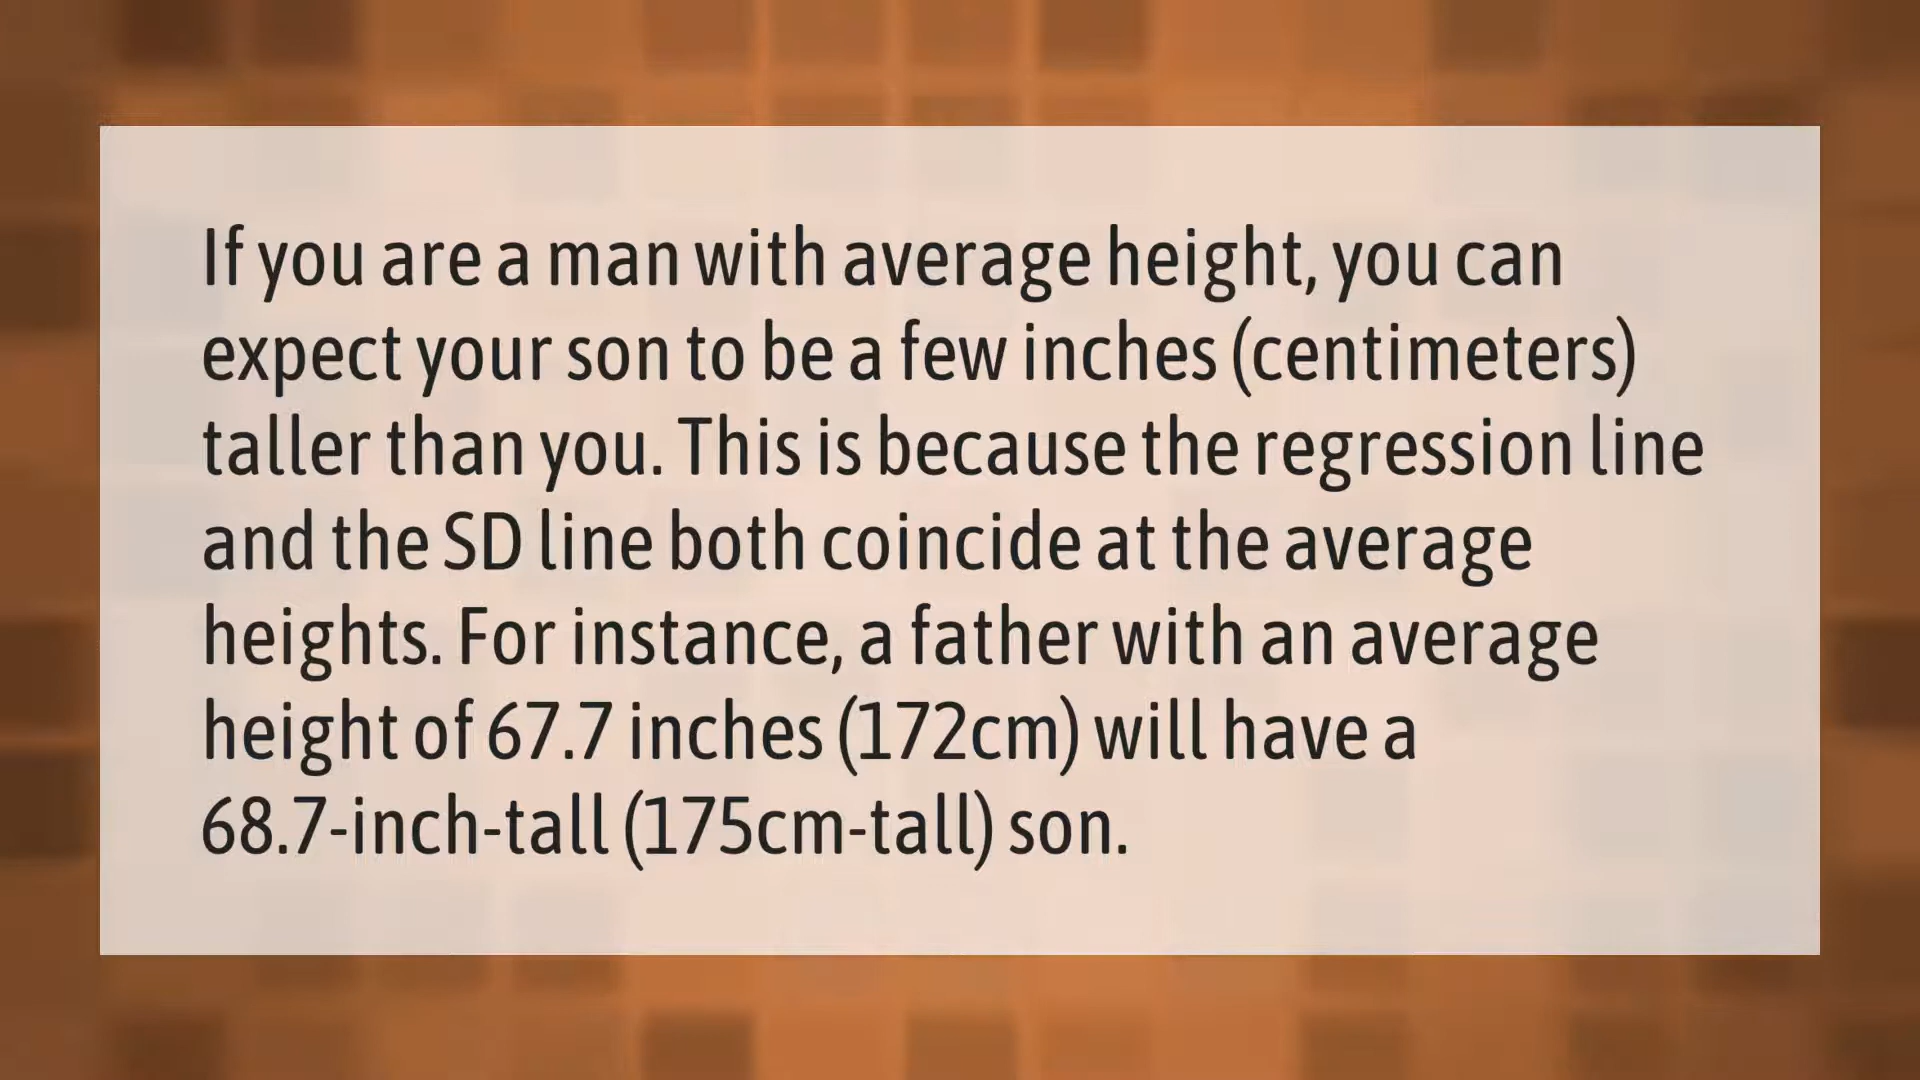 If you are a man with average height, you can
expect your son to be a few inches (centimeters)
taller than you. This is because the regression line
and the SD line both coincide at the average
heights. For instance, a father with an average
height of 67.7 inches (172cm) will have a
68.7-inch-tall (175cm-tall) son.